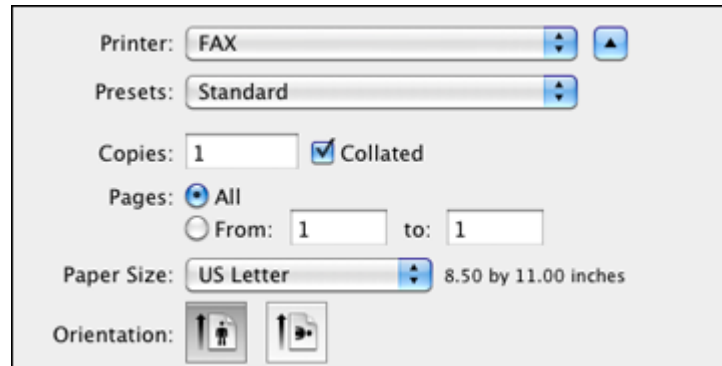 Printer: FAX
Presets: Standard
Copies: 1 Collated
Pages: All
From: 1 to: 1
Paper Size: US Letter 8.50 by 11.00 inches
Orientation: